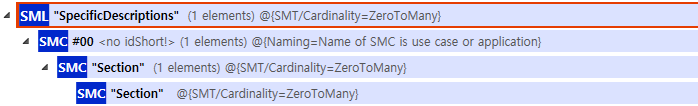 SML "SpecificDescriptions" (1 elements) @{SMT/Cardinality=ZeroToMany}
SMC #00 <no idShort!> (1 elements) @{Naming=Name of SMC is use case or application}
SMC "Section" (1 elements) @{SMT/Cardinality=ZeroToMany}
SMC "Section" @{SMT/Cardinality=ZeroToMany}